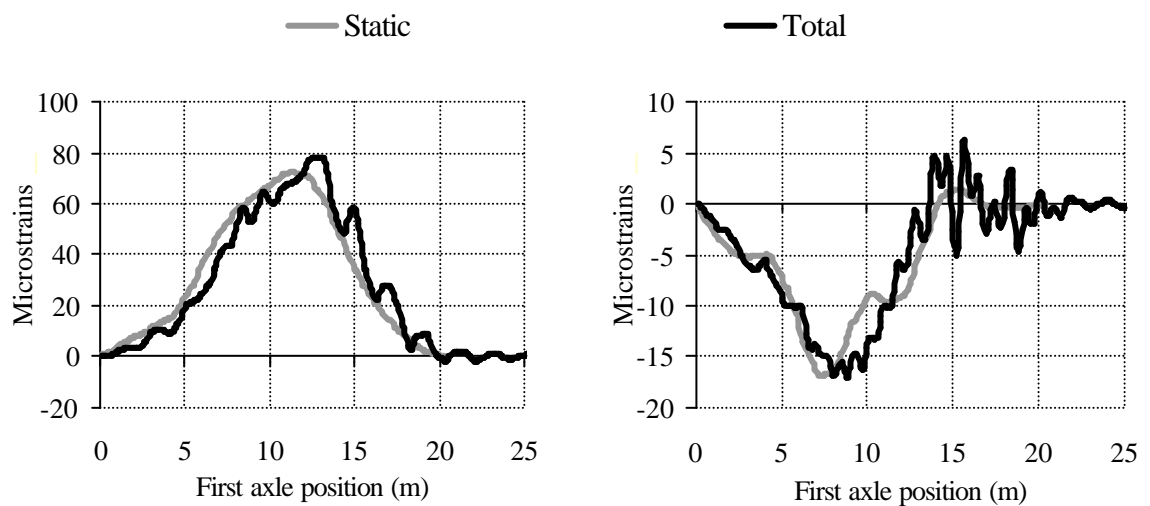 Static
Total
100
80
60
40
20
0
-20
Microstrains
0 5 10 15 20 25
First axle position (m)
10
5
0
-5
-10
-15
-20
Microstrains
0 5 10 15 20 25
First axle position (m)